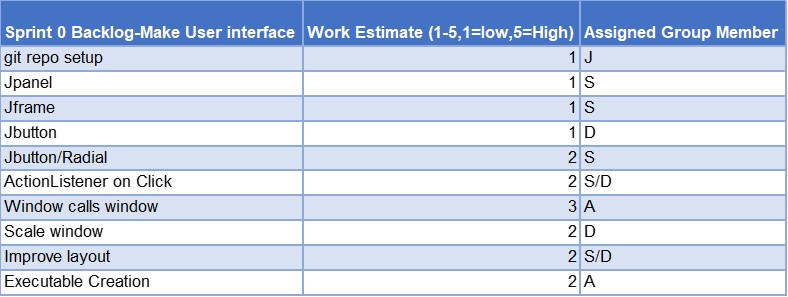 Sprint 0 Backlog-Make User interface Work Estimate (1-5,1=low,5=High) Assigned Group Member
git repo setup 1 J
Jpanel 1 S
Jframe 1 S
Jbutton 1 D
Jbutton/Radial 2 S
ActionListener on Click 2 S/D
Window calls window 3 A
Scale window 2 D
Improve layout 2 S/D
Executable Creation 2 A